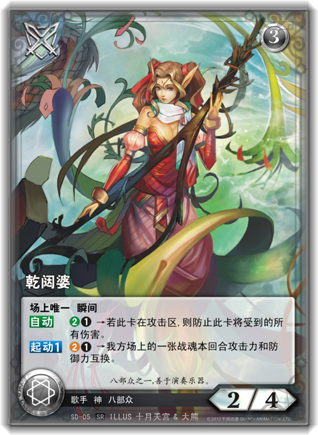 3
乾闼婆
场上唯一 瞬间
自动 2 1 →若此卡在攻击区,则防止此卡将受到的所
有伤害。
起动1 2 1 →我方场上的一张战魂本回合攻击力和防
御力互换。
八部众之一,善于演奏乐器。
歌手 神 八部众
2/4
SD-05 SR ILLUS 十月天宫 & 大熊